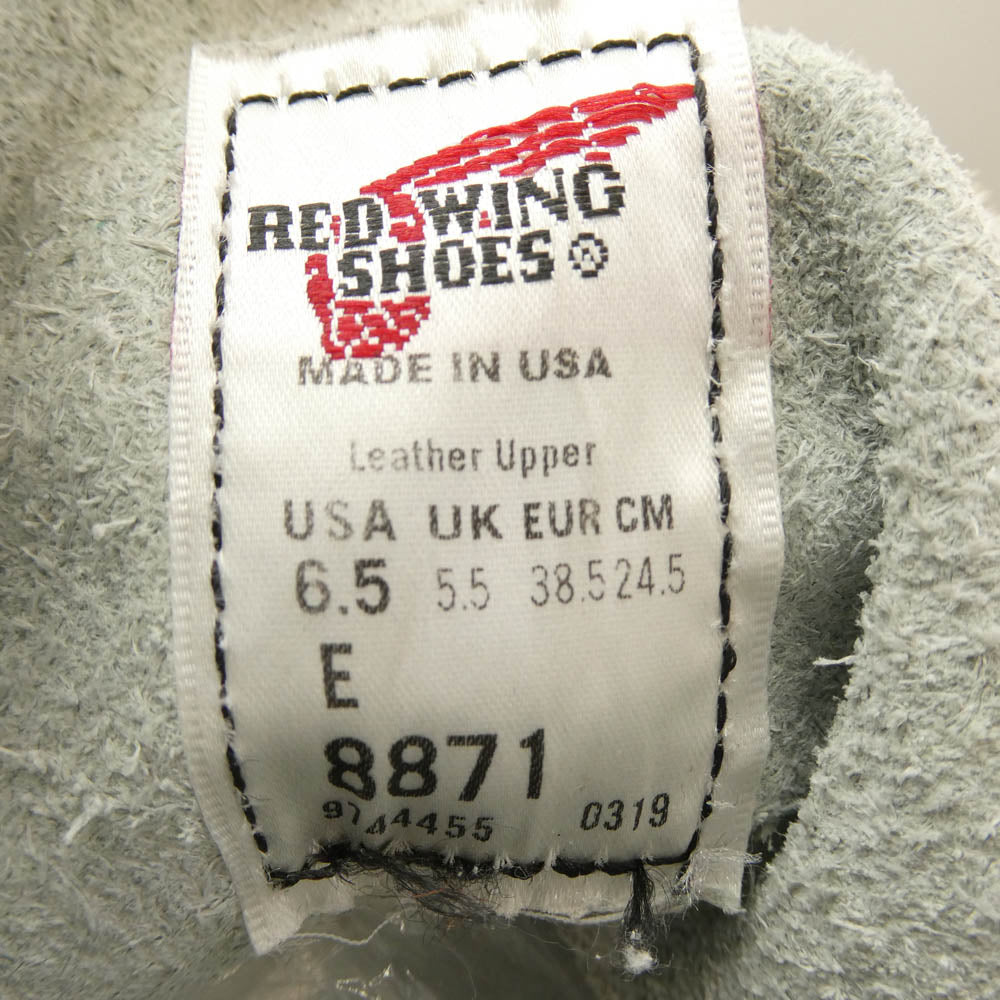 RED WING
SHOES ®
MADE IN USA
Leather Upper
USA UK EUR CM
6.5 5.5 38.5 24.5
E
8871
9744455 0319